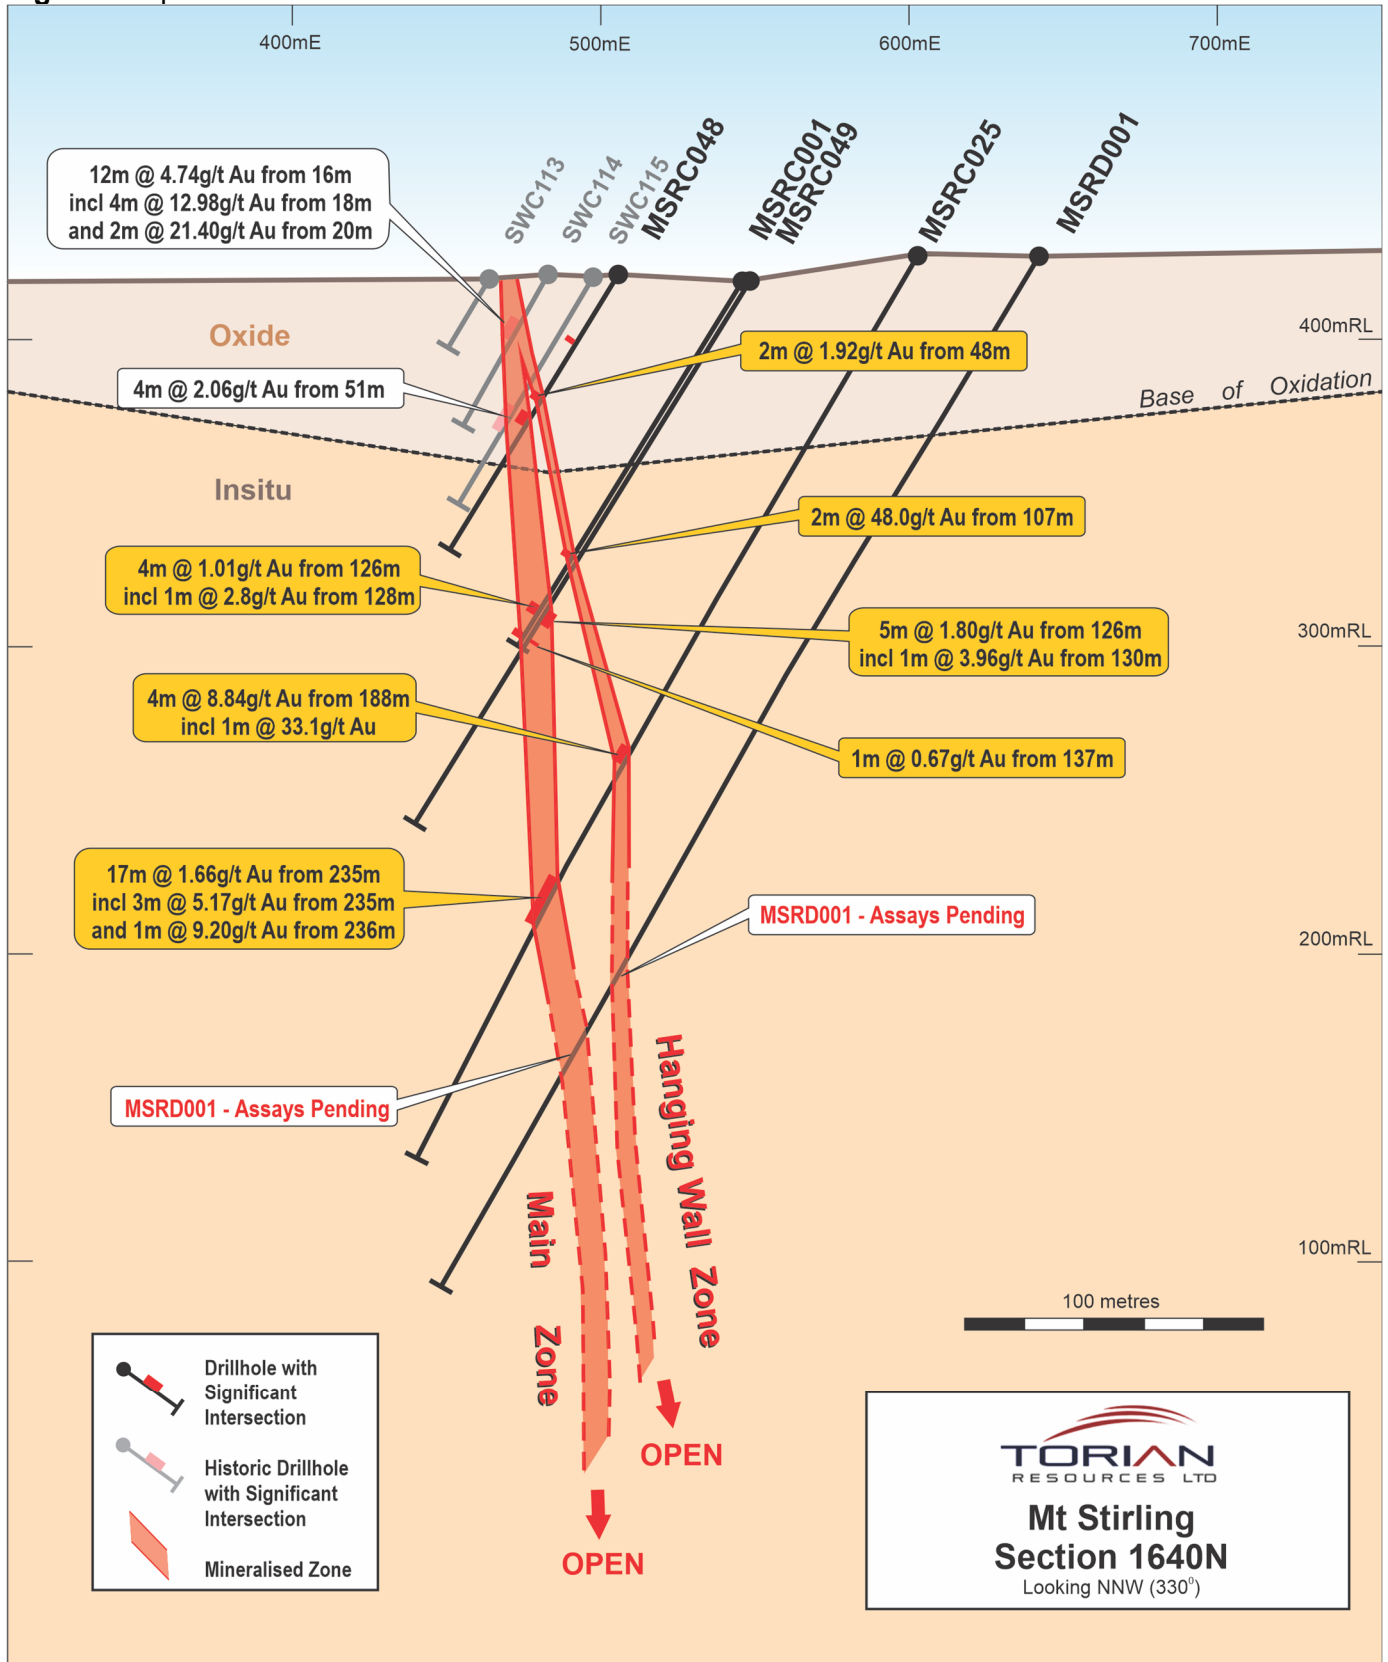 400mE
500mE
600mE
700mE
SWC113
SWC114
SWC115
MSRC048
MSRC001
MSRC049
MSRC025
MSRD001
12m @ 4.74g/t Au from 16m
incl 4m @ 12.98g/t Au from 18m
and 2m @ 21.40g/t Au from 20m
Oxide
400mRL
2m @ 1.92g/t Au from 48m
4m @ 2.06g/t Au from 51m
Base of Oxidation
Insitu
2m @ 48.0g/t Au from 107m
4m @ 1.01g/t Au from 126m
incl 1m @ 2.8g/t Au from 128m
5m @ 1.80g/t Au from 126m
incl 1m @ 3.96g/t Au from 130m
300mRL
4m @ 8.84g/t Au from 188m
incl 1m @ 33.1g/t Au
1m @ 0.67g/t Au from 137m
17m @ 1.66g/t Au from 235m
incl 3m @ 5.17g/t Au from 235m
and 1m @ 9.20g/t Au from 236m
MSRD001 - Assays Pending
200mRL
MSRD001 - Assays Pending
Hanging Wall Zone
Main Zone
100mRL
100 metres
OPEN
OPEN
Drillhole with
Significant
Intersection
Historic Drillhole
with Significant
Intersection
Mineralised Zone
TORIAN
RESOURCES LTD
Mt Stirling
Section 1640N
Looking NNW (330⁰)